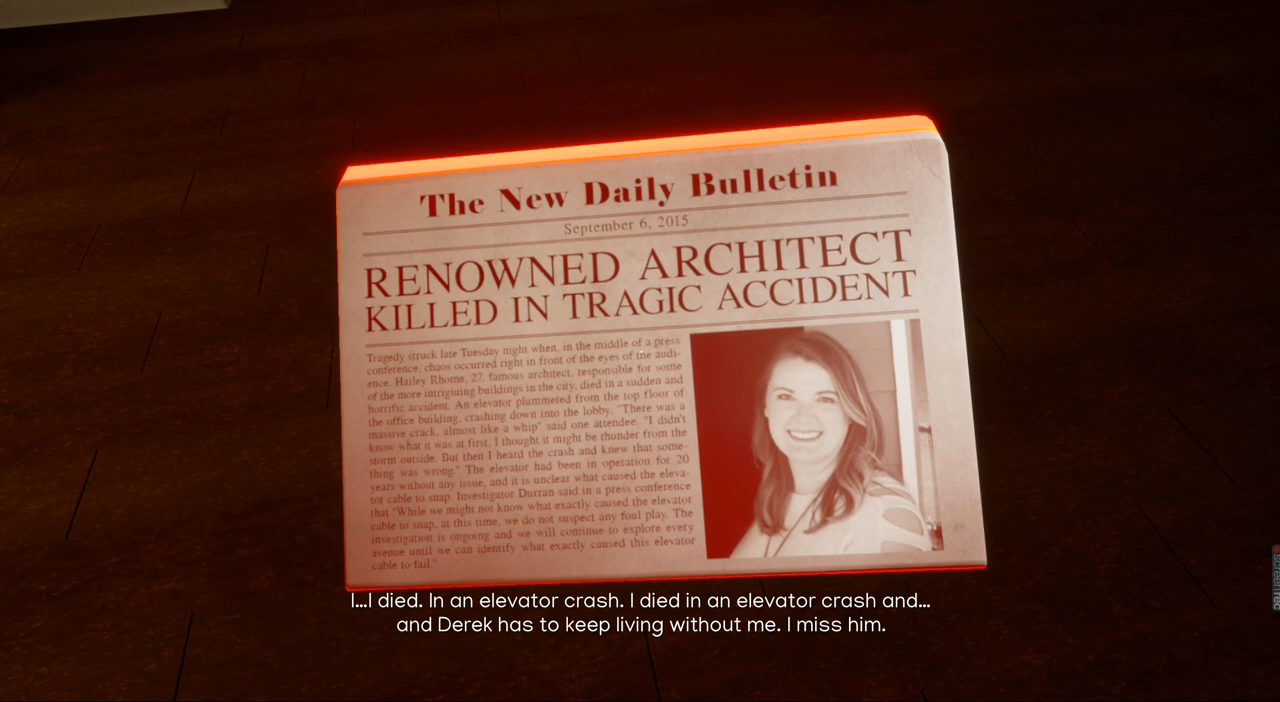 The New Daily Bulletin
September 6, 2015
RENOWNED ARCHITECT
KILLED IN TRAGIC ACCIDENT
Tragedy struck late Tuesday night when, in the middle of a press
conference, chaos occurred right in front of the eyes of the audi-
ence. Hailey Rhome, 27, famous architect, responsible for some
of the more intriguing buildings in the city, died in a sudden and
horrific accident. An elevator plummeted from the top floor of
the office building, crashing down into the lobby. "There was a
massive crack, almost like a whip" said one attendee. "I didn't
know what it was at first, I thought it might be thunder from the
storm outside. But then I heard the crash and knew that some-
thing was wrong." The elevator had been in operation for 20
years without any issue, and it is unclear what caused the eleva-
tor cable to snap. Investigator Durran said in a press conference
that "While we might not know what exactly caused the elevator
cable to snap, at this time, we do not suspect any foul play. The
investigation is ongoing and we will continue to explore every
avenue until we can identify what exactly caused this elevator
cable to fail."
I...I died. In an elevator crash. I died in an elevator crash and...
and Derek has to keep living without me. I miss him.
screenrec